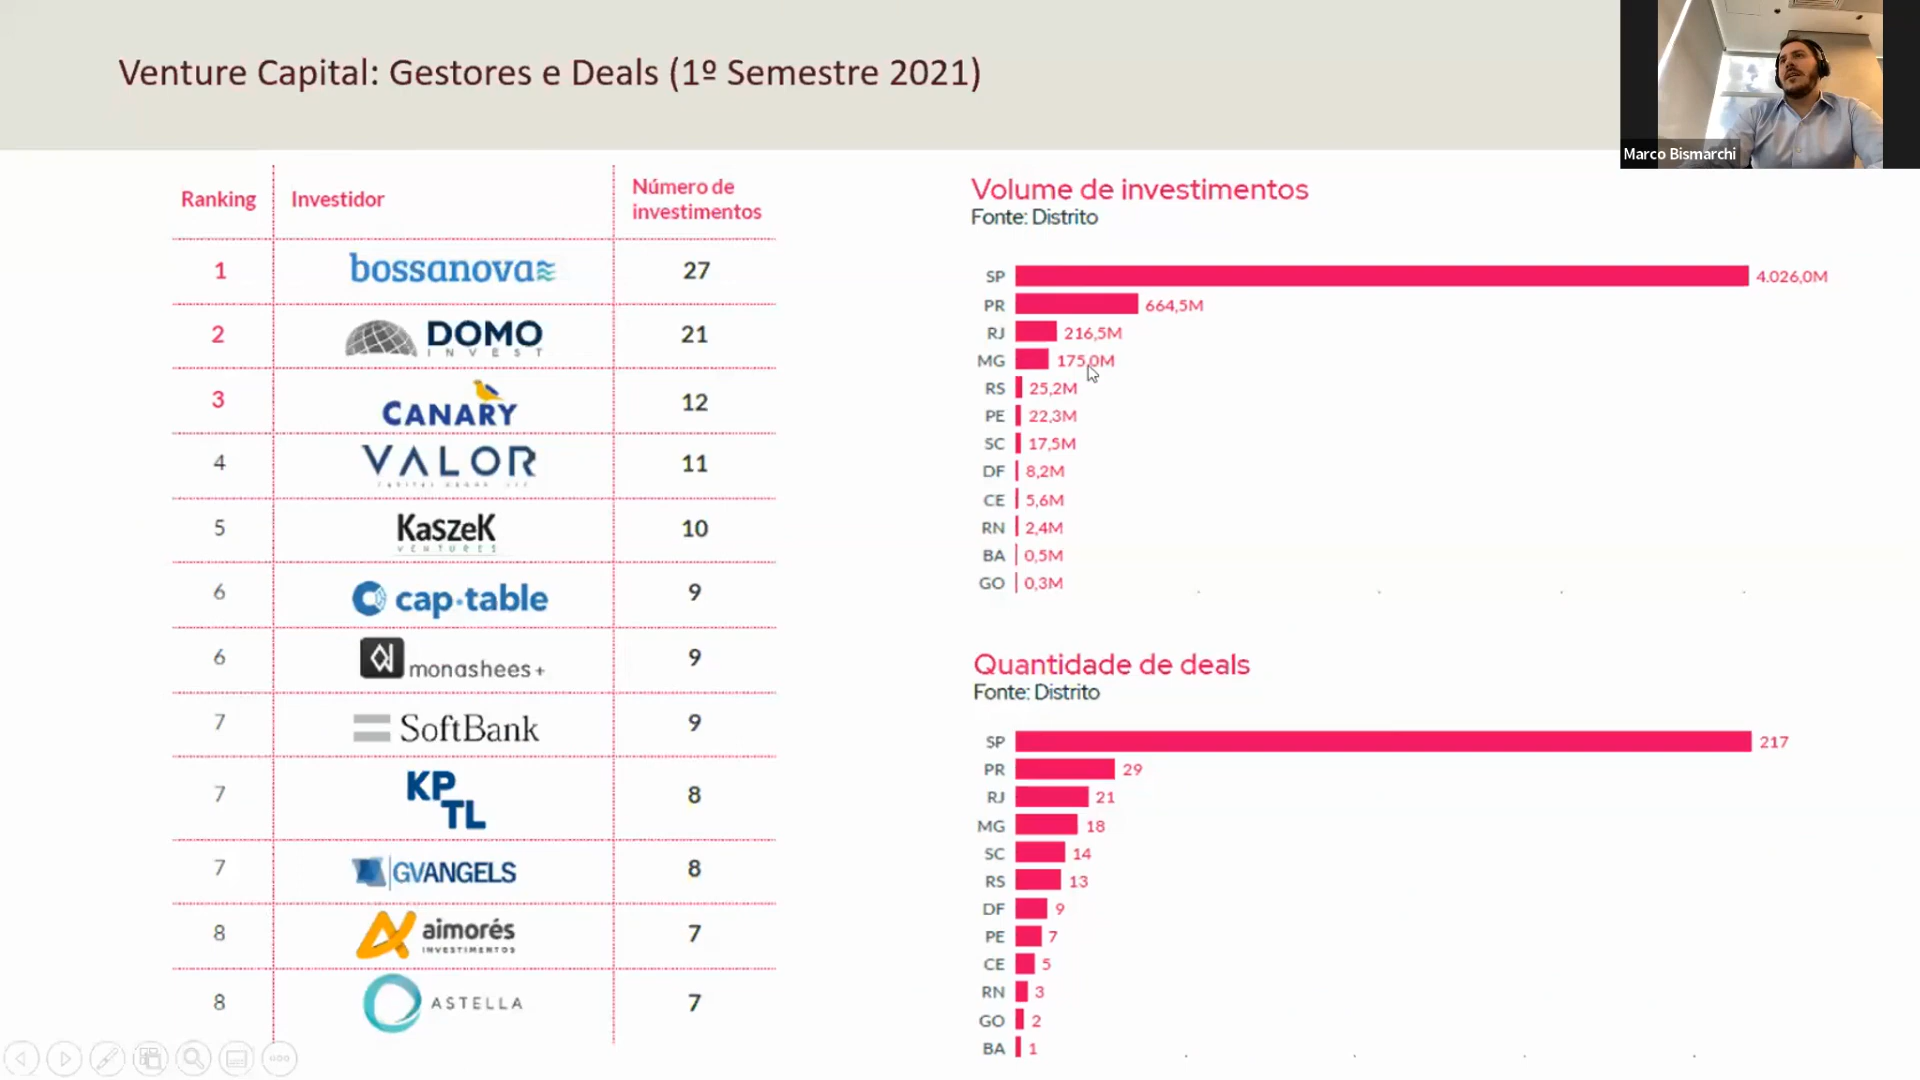 Venture Capital: Gestores e Deals (1º Semestre 2021)
Marco Bismarchi
Ranking Investidor Número de investimentos
1 bossanova 27
2 DOMO INVEST 21
3 CANARY 12
4 VALOR 11
5 KaszeK VENTURES 10
6 cap·table 9
6 monashees+ 9
7 SoftBank 9
7 KPTL 8
7 GVANGELS 8
8 aimorés INVESTIMENTOS 7
8 ASTELLA 7
Volume de investimentos
Fonte: Distrito
SP 4.026,0M
PR 664,5M
RJ 216,5M
MG 175,0M
RS 25,2M
PE 22,3M
SC 17,5M
DF 8,2M
CE 5,6M
RN 2,4M
BA 0,5M
GO 0,3M
Quantidade de deals
Fonte: Distrito
SP 217
PR 29
RJ 21
MG 18
SC 14
RS 13
DF 9
PE 7
CE 5
RN 3
GO 2
BA 1